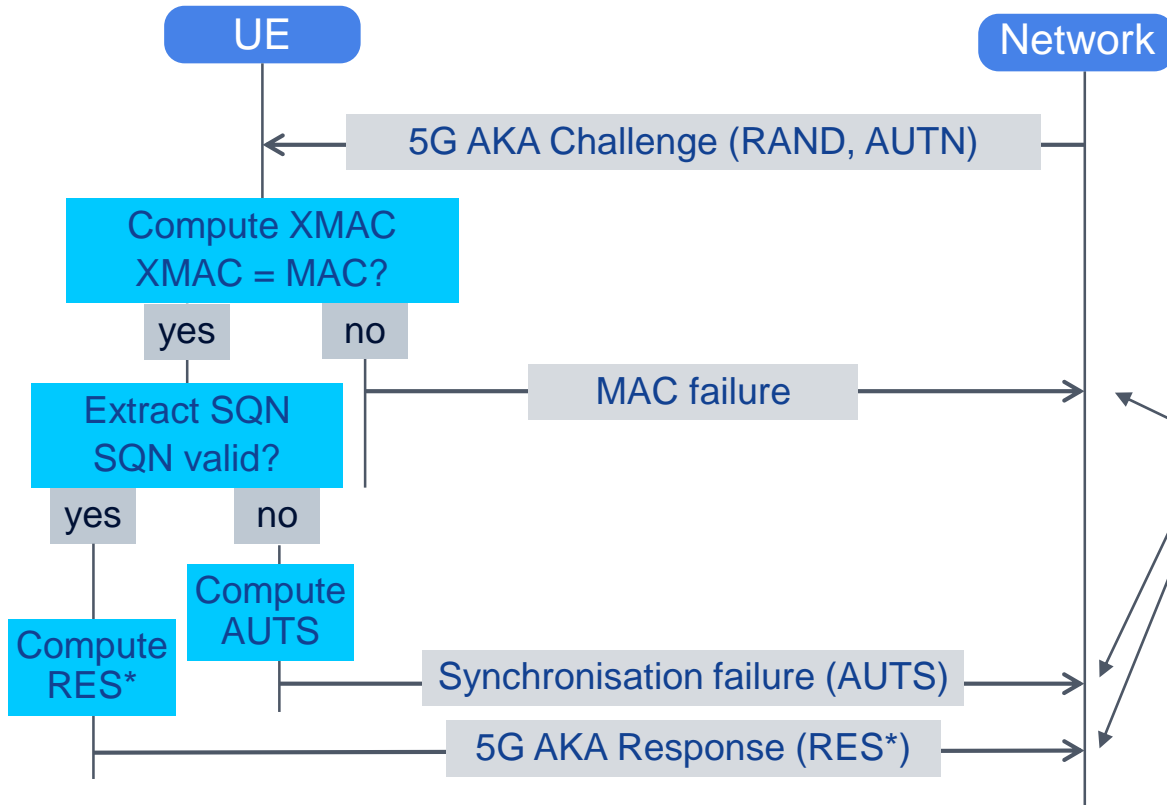 UE
Network
5G AKA Challenge (RAND, AUTN)
Compute XMAC
XMAC = MAC?
yes
no
MAC failure
Extract SQN
SQN valid?
yes
no
Compute
AUTS
Compute
RES*
Synchronisation failure (AUTS)
5G AKA Response (RES*)